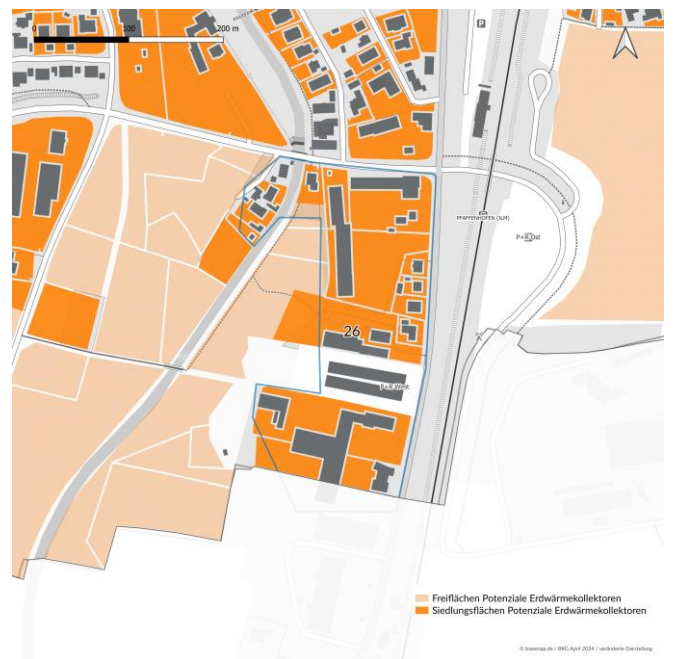 0 100 200 m
P
PFAFFENHOFEN (ILM)
P+R Ost
26
P+R West
Freiflächen Potenziale Erdwärmekollektoren
Siedlungsflächen Potenziale Erdwärmekollektoren
© basemap.de / BKG April 2024 / veränderte Darstellung